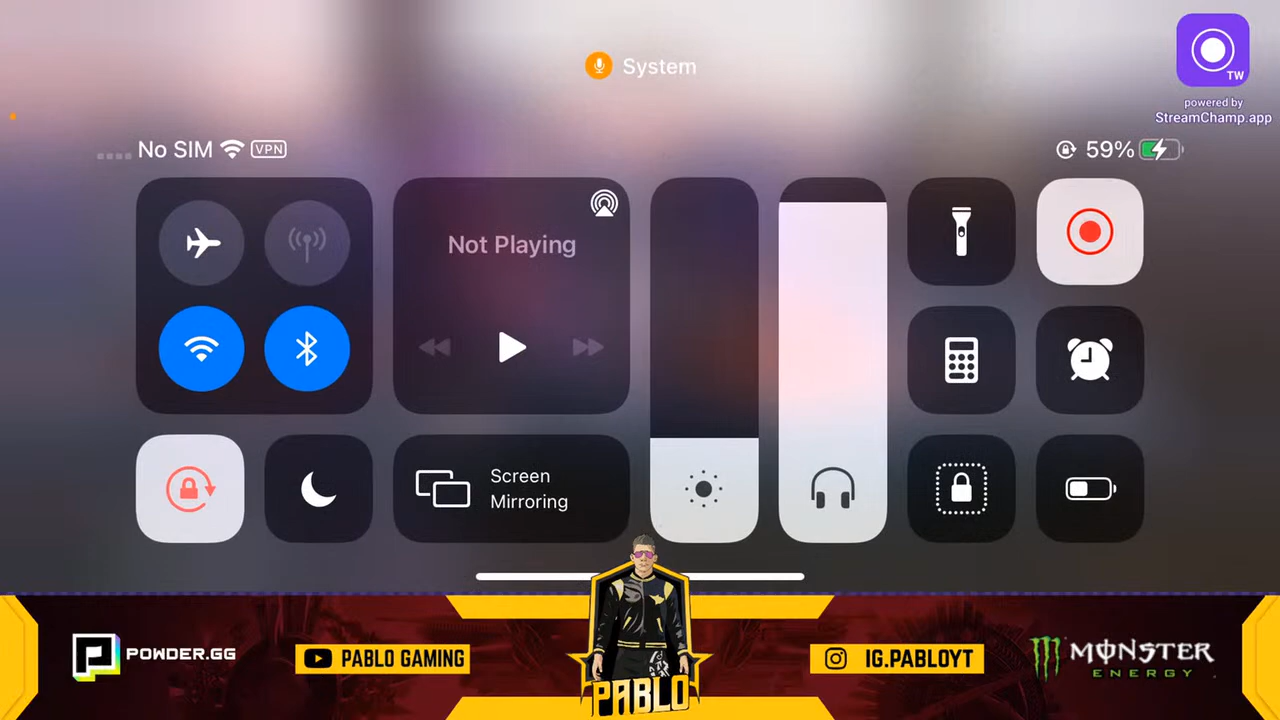 System
TW
powered by
StreamChamp.app
No SIM VPN
59%
Not Playing
Screen
Mirroring
POWDER.GG
PABLO GAMING
PABLO
IG.PABLOYT
MONSTER
ENERGY